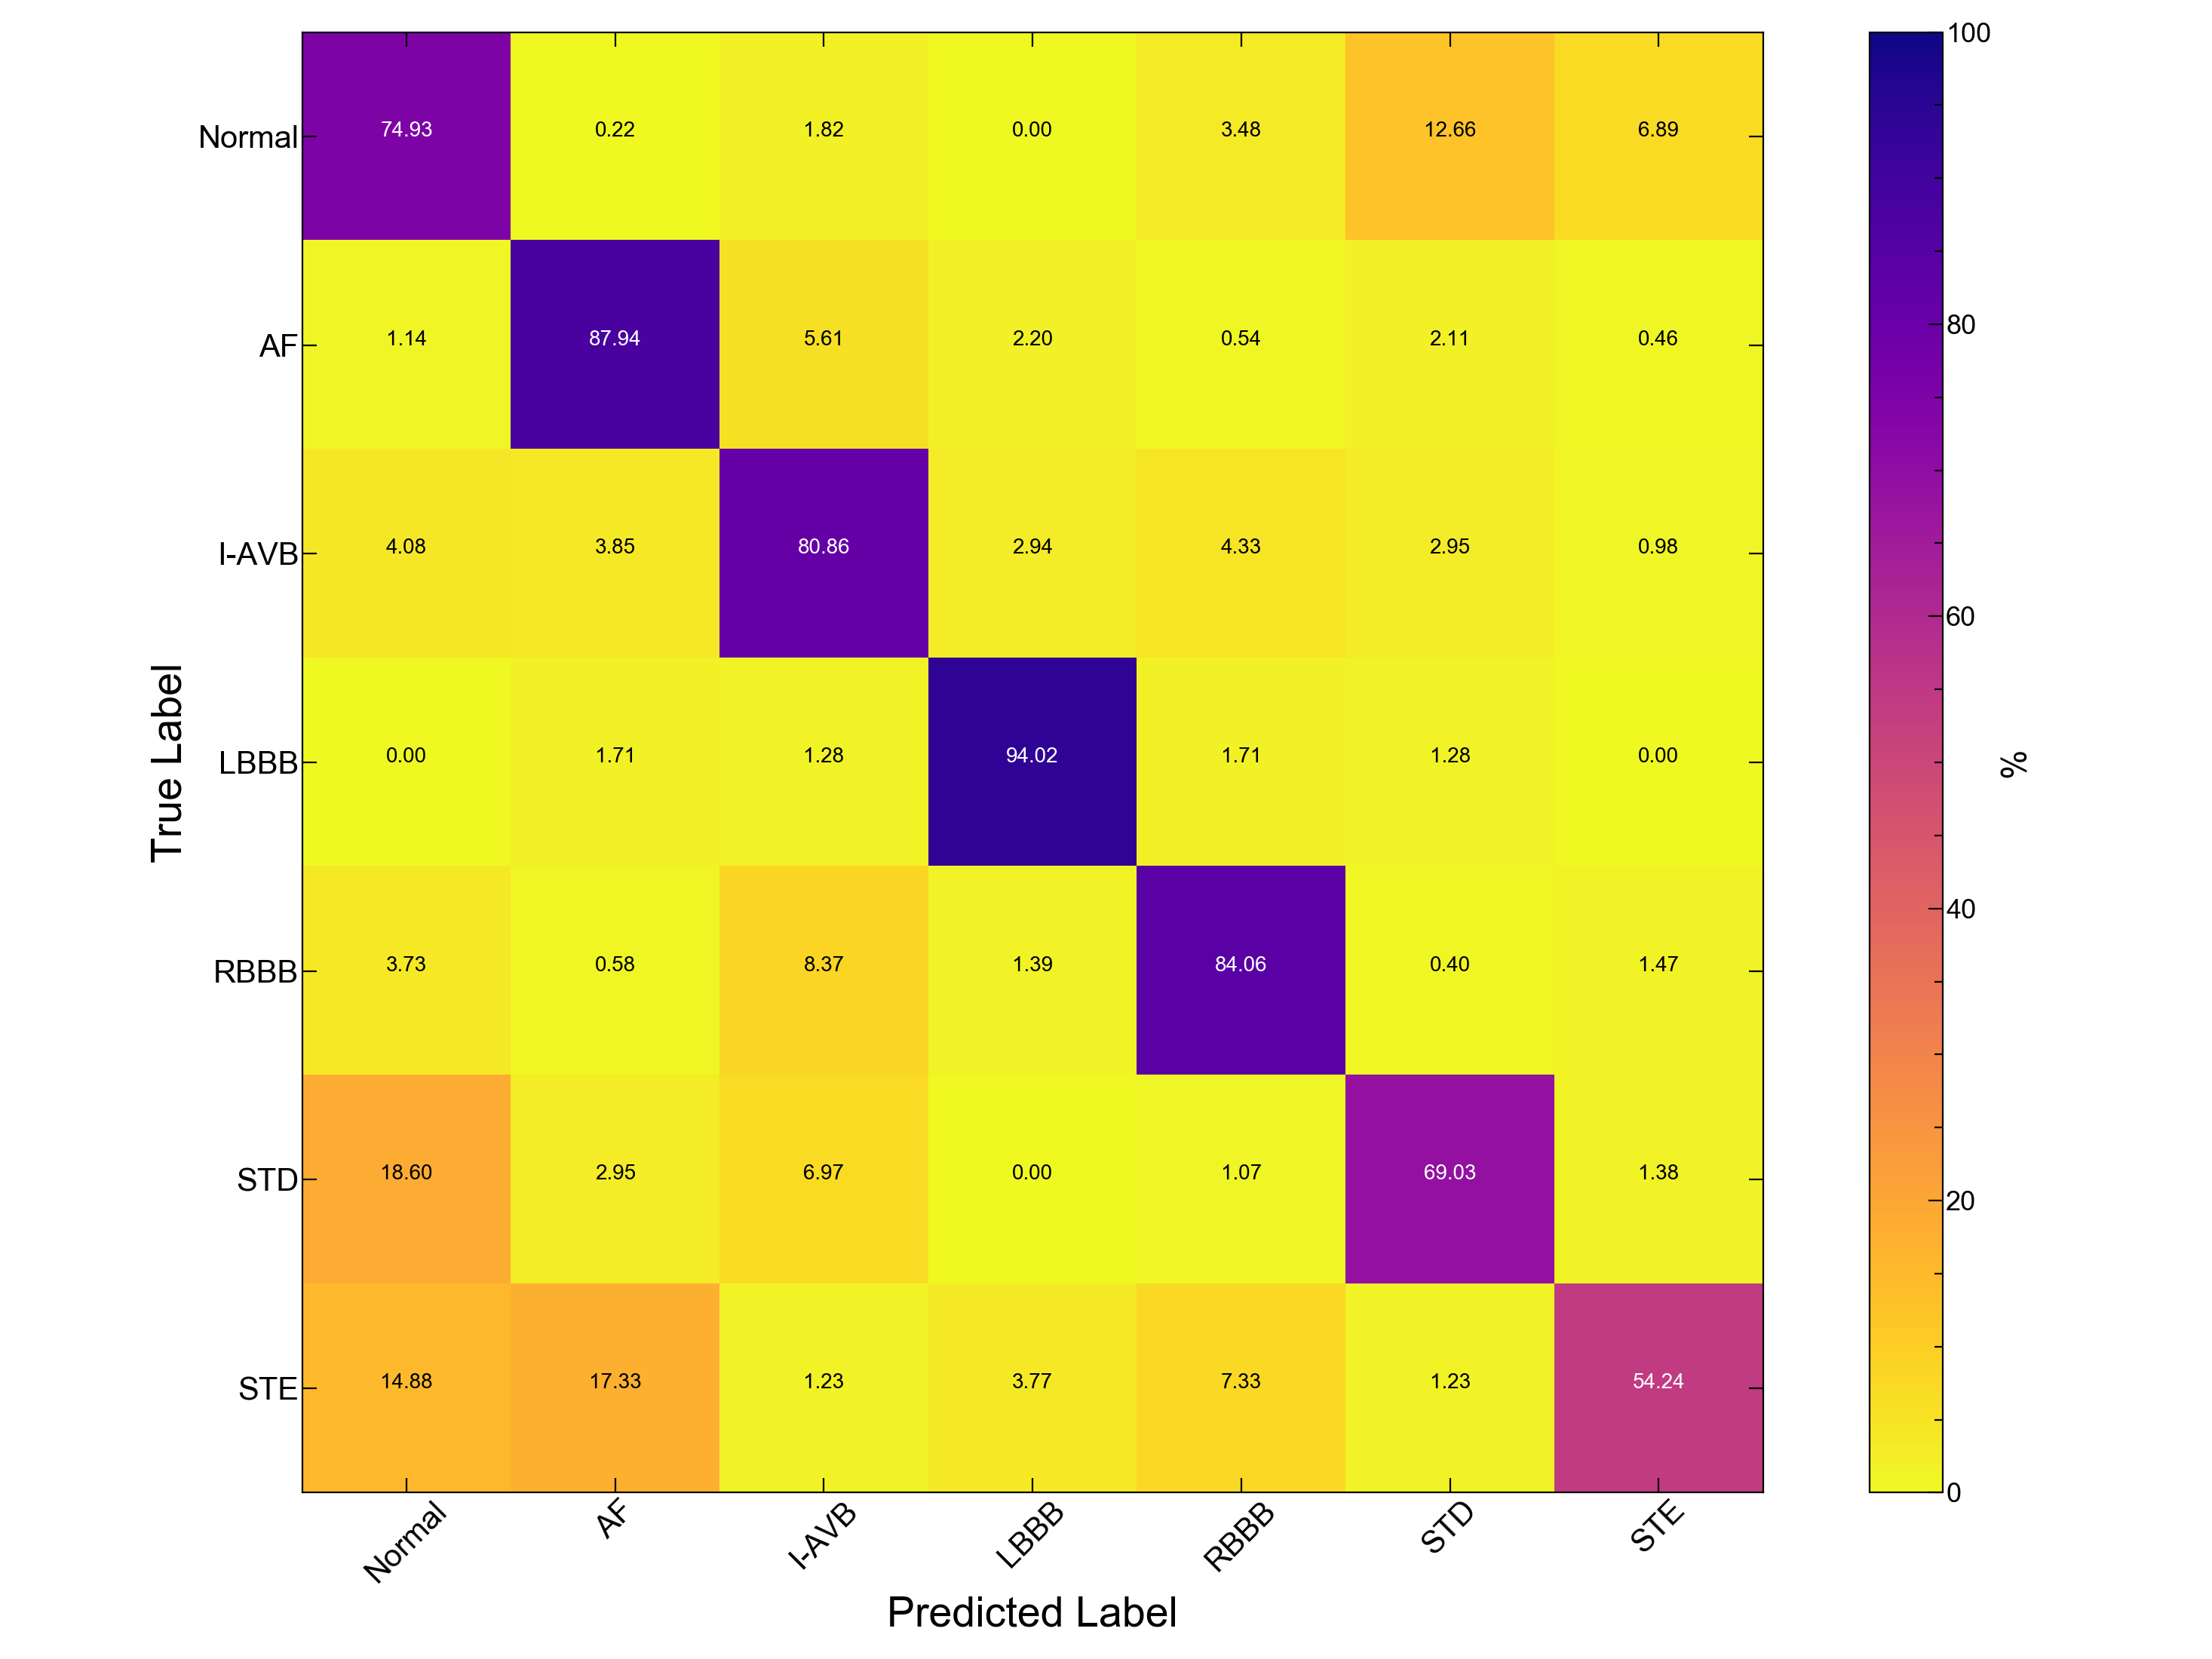 100
Normal 74.93 0.22 1.82 0.00 3.48 12.66 6.89
AF 1.14 87.94 5.61 2.20 0.54 2.11 0.46
80
I-AVB 4.08 3.85 80.86 2.94 4.33 2.95 0.98
60
True Label
LBBB 0.00 1.71 1.28 94.02 1.71 1.28 0.00
%
40
RBBB 3.73 0.58 8.37 1.39 84.06 0.40 1.47
STD 18.60 2.95 6.97 0.00 1.07 69.03 1.38
20
STE 14.88 17.33 1.23 3.77 7.33 1.23 54.24
0
Normal AF I-AVB LBBB RBBB STD STE
Predicted Label